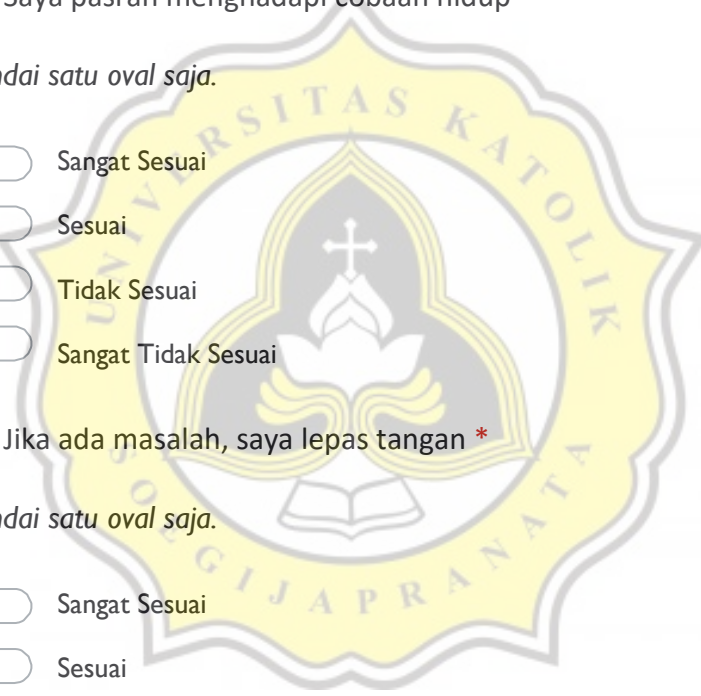 Saya pasrah menghadapi cobaan hidup
ndai satu oval saja.
Sangat Sesuai
Sesuai
Tidak Sesuai
Sangat Tidak Sesuai
Jika ada masalah, saya lepas tangan *
ndai satu oval saja.
Sangat Sesuai
Sesuai
UNIVERSITAS KATOLIK
SOEGIJAPRANATA